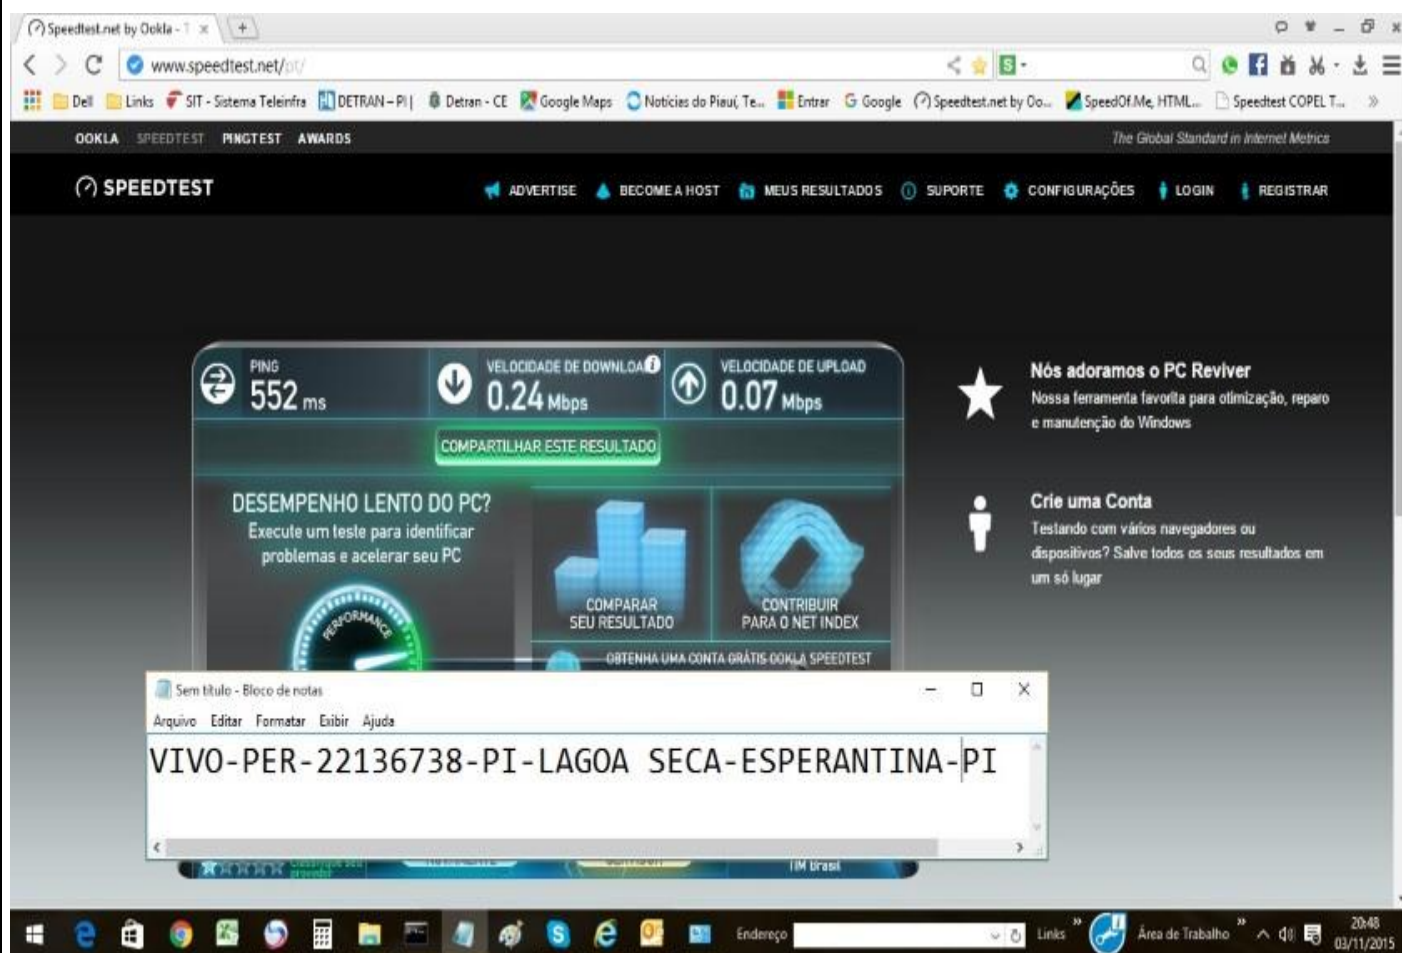 Speedtest.net by Ookla - T
www.speedtest.net/pt/
Dell Links SIT - Sistema Teleinfra DETRAN – PI | Detran - CE Google Maps Notícias do Piauí, Te... Entrar Google Speedtest.net by Oo... SpeedOf.Me, HTML... Speedtest COPEL T...
OOKLA SPEEDTEST PINGTEST AWARDS The Global Standard in Internet Metrics
SPEEDTEST ADVERTISE BECOME A HOST MEUS RESULTADOS SUPORTE CONFIGURAÇÕES LOGIN REGISTRAR
PING VELOCIDADE DE DOWNLOAD VELOCIDADE DE UPLOAD
552 ms 0.24 Mbps 0.07 Mbps
COMPARTILHAR ESTE RESULTADO
DESEMPENHO LENTO DO PC?
Execute um teste para identificar
problemas e acelerar seu PC
PERFORMANCE
COMPARAR
SEU RESULTADO
CONTRIBUIR
PARA O NET INDEX
OBTENHA UMA CONTA GRÁTIS OOKLA SPEEDTEST
Nós adoramos o PC Reviver
Nossa ferramenta favorita para otimização, reparo
e manutenção do Windows
Crie uma Conta
Testando com vários navegadores ou
dispositivos? Salve todos os seus resultados em
um só lugar
Sem título - Bloco de notas
Arquivo Editar Formatar Exibir Ajuda
VIVO-PER-22136738-PI-LAGOA SECA-ESPERANTINA-PI
provedor
TIM Brasil
Endereço Links Área de Trabalho 20:48
03/11/2015